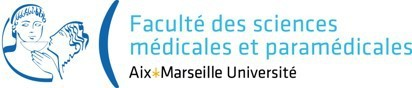 Faculté des sciences
médicales et paramédicales
Aix*Marseille Université